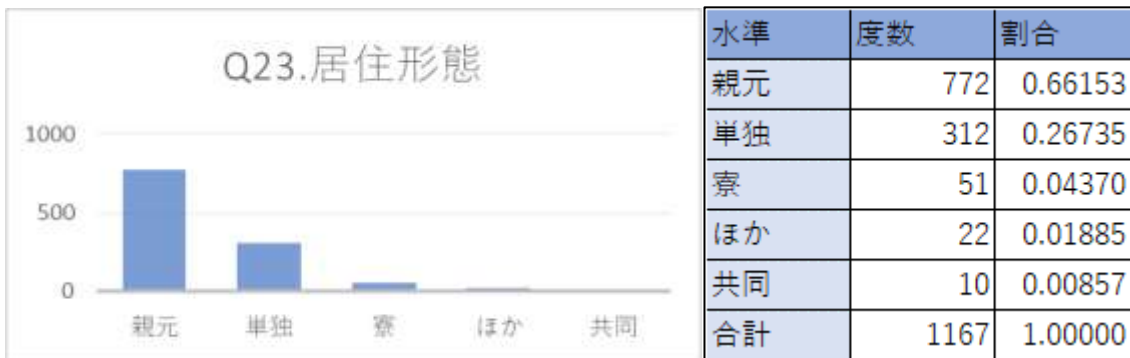 Q23.居住形態
1000
500
0
親元 単独 寮 ほか 共同
水準 度数 割合
親元 772 0.66153
単独 312 0.26735
寮 51 0.04370
ほか 22 0.01885
共同 10 0.00857
合計 1167 1.00000